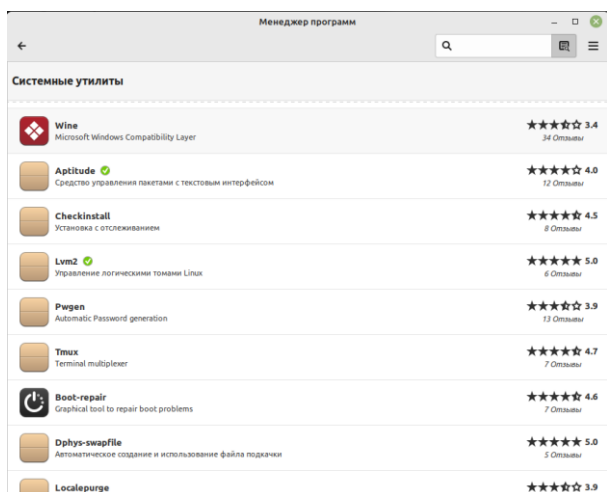 Менеджер программ
Системные утилиты
Wine 3.4
Microsoft Windows Compatibility Layer 34 Отзывы
Aptitude 4.0
Средство управления пакетами с текстовым интерфейсом 12 Отзывы
Checkinstall 4.5
Установка с отслеживанием 8 Отзывы
Lvm2 5.0
Управление логическими томами Linux 6 Отзывы
Pwgen 3.9
Automatic Password generation 13 Отзывы
Tmux 4.7
Terminal multiplexer 7 Отзывы
Boot-repair 4.6
Graphical tool to repair boot problems 7 Отзывы
Dphys-swapfile 5.0
Автоматическое создание и использование файла подкачки 5 Отзывы
Localepurge 3.9